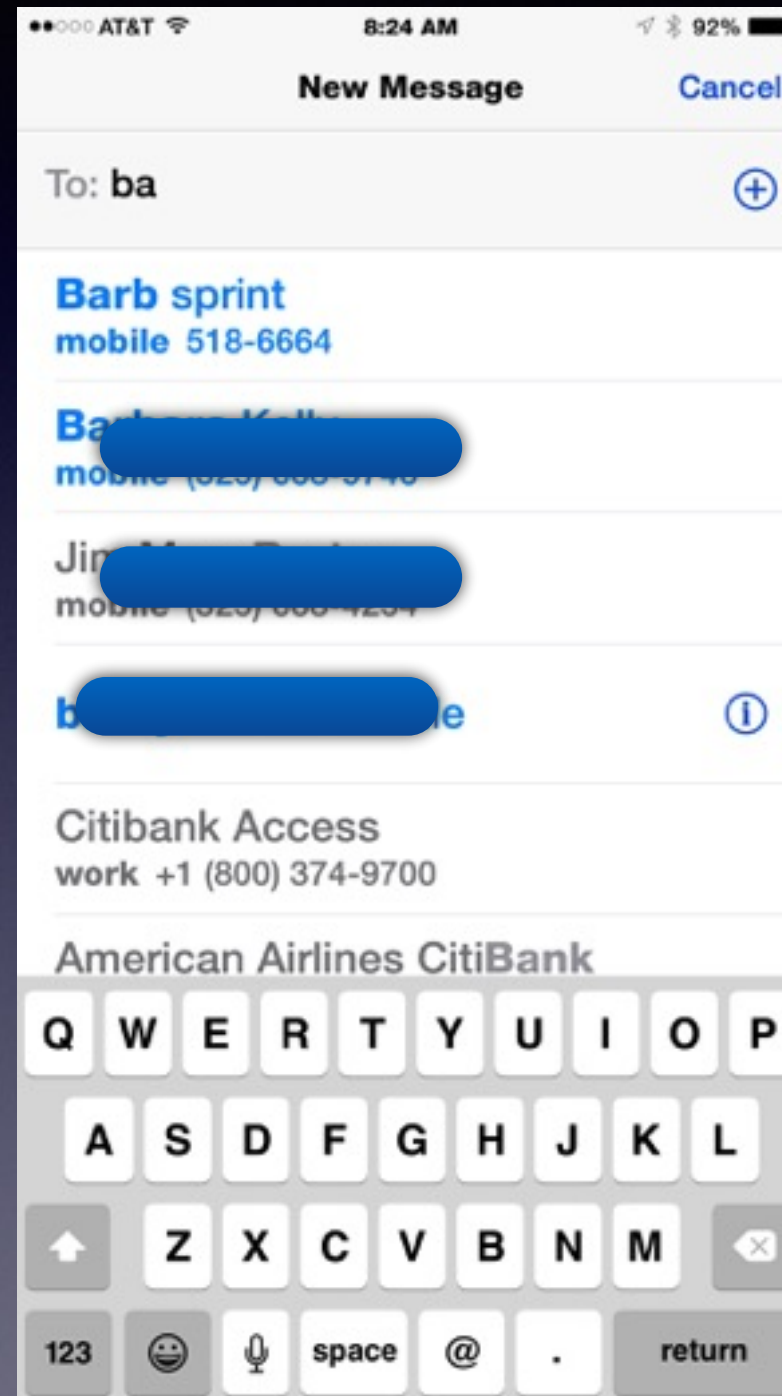 AT&T 8:24 AM 92%
New Message Cancel
To: ba
Barb sprint
mobile 518-6664
mobile
Citibank Access
work +1 (800) 374-9700
American Airlines CitiBank
Q W E R T Y U I O P
A S D F G H J K L
Z X C V B N M
123 space @ . return